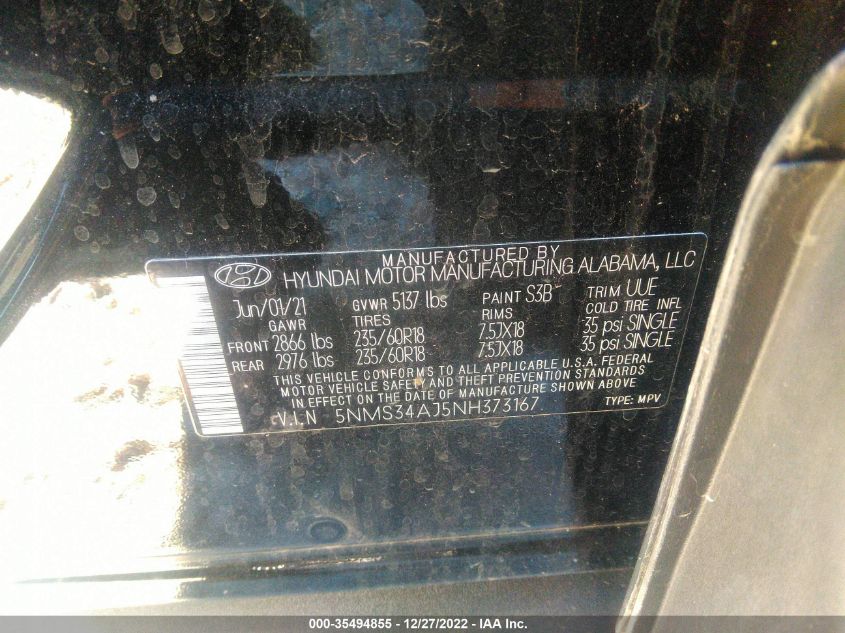 MANUFACTURED BY
HYUNDAI MOTOR MANUFACTURING ALABAMA, LLC
Jun/01/21 GVWR 5137 lbs PAINT S3B TRIM UUE
GAWR TIRES RIMS COLD TIRE INFL
FRONT 2866 lbs 235/60R18 7.5JX18 35 psi SINGLE
REAR 2976 lbs 235/60R18 7.5JX18 35 psi SINGLE
THIS VEHICLE CONFORMS TO ALL APPLICABLE U.S.A. FEDERAL
MOTOR VEHICLE SAFETY AND THEFT PREVENTION STANDARDS
IN EFFECT ON THE DATE OF MANUFACTURE SHOWN ABOVE
V.I.N 5NMS34AJ5NH373167 TYPE: MPV
000-35494855 - 12/27/2022 - IAA Inc.